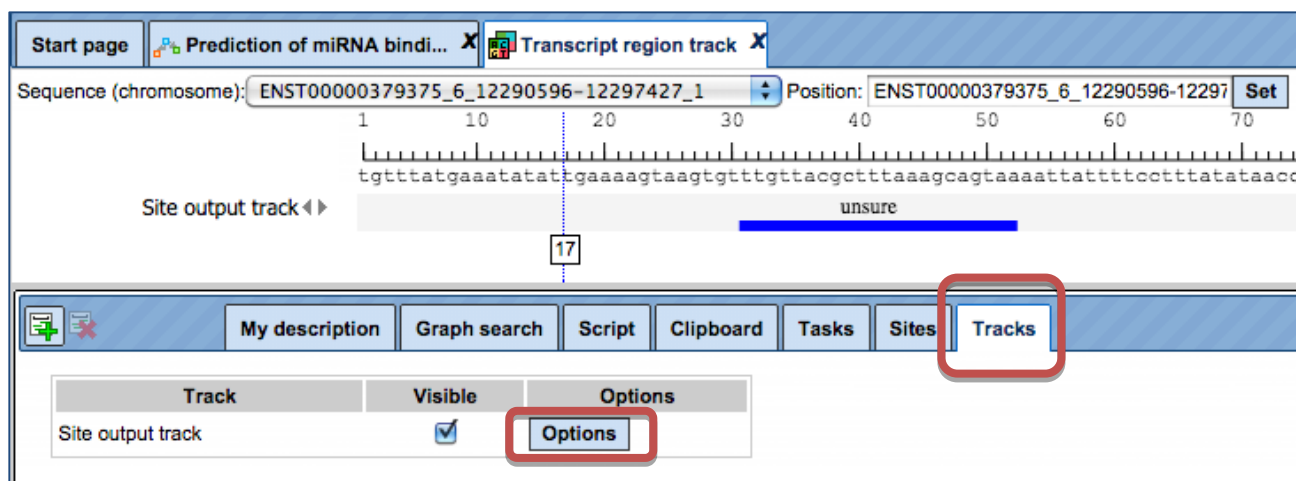 Start page Prediction of miRNA bindi... X Transcript region track X
Sequence (chromosome): ENST00000379375_6_12290596-12297427_1 Position: ENST00000379375_6_12290596-12297 Set
1 10 20 30 40 50 60 70
tgtttatgaaatatattgaaaagtaagtgtttgttacgctttaaagcagtaaaattattttcctttatataacc
Site output track unsure
17
My description Graph search Script Clipboard Tasks Sites Tracks
Track Visible Options
Site output track Options